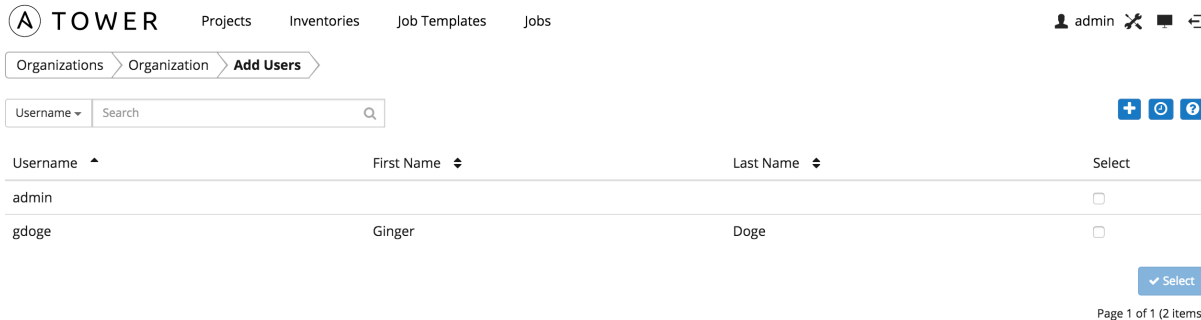 A TOWER Projects Inventories Job Templates Jobs admin
Organizations Organization Add Users
Username Search
Username First Name Last Name Select
admin
gdoge Ginger Doge
Select
Page 1 of 1 (2 items